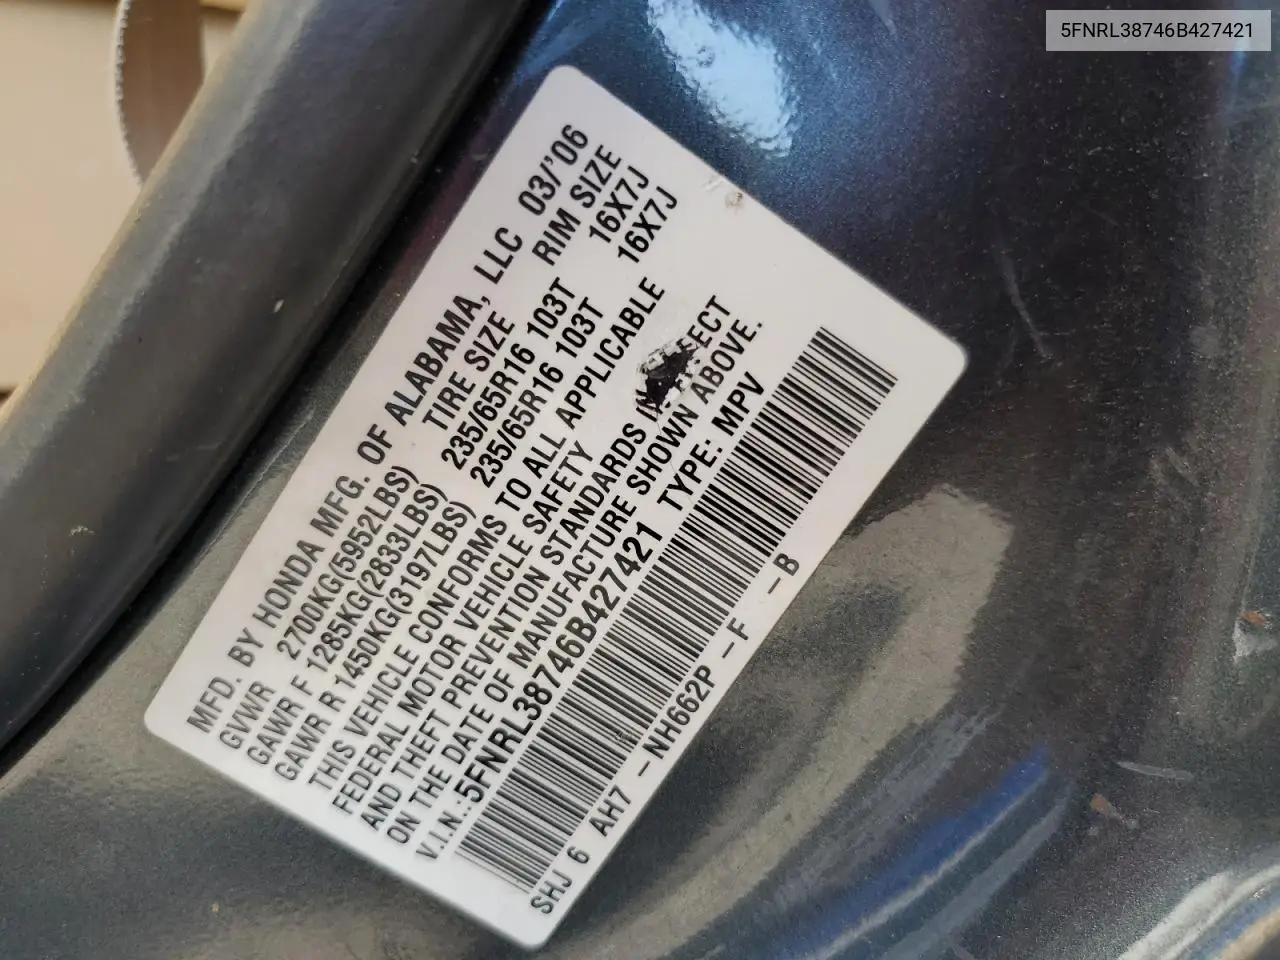 5FNRL38746B427421
MFD. BY HONDA MFG. OF ALABAMA, LLC 03/'06
GVWR 2700KG(5952LBS) TIRE SIZE RIM SIZE
GAWR F 1285KG(2833LBS) 235/65R16 103T 16X7J
GAWR R 1450KG(3197LBS) 235/65R16 103T 16X7J
THIS VEHICLE CONFORMS TO ALL APPLICABLE
FEDERAL MOTOR VEHICLE SAFETY
AND THEFT PREVENTION STANDARDS
ON THE DATE OF MANUFACTURE SHOWN ABOVE.
V.I.N.:5FNRL38746B427421 TYPE: MPV
SHJ 6 AH7 -NH662P -F -B